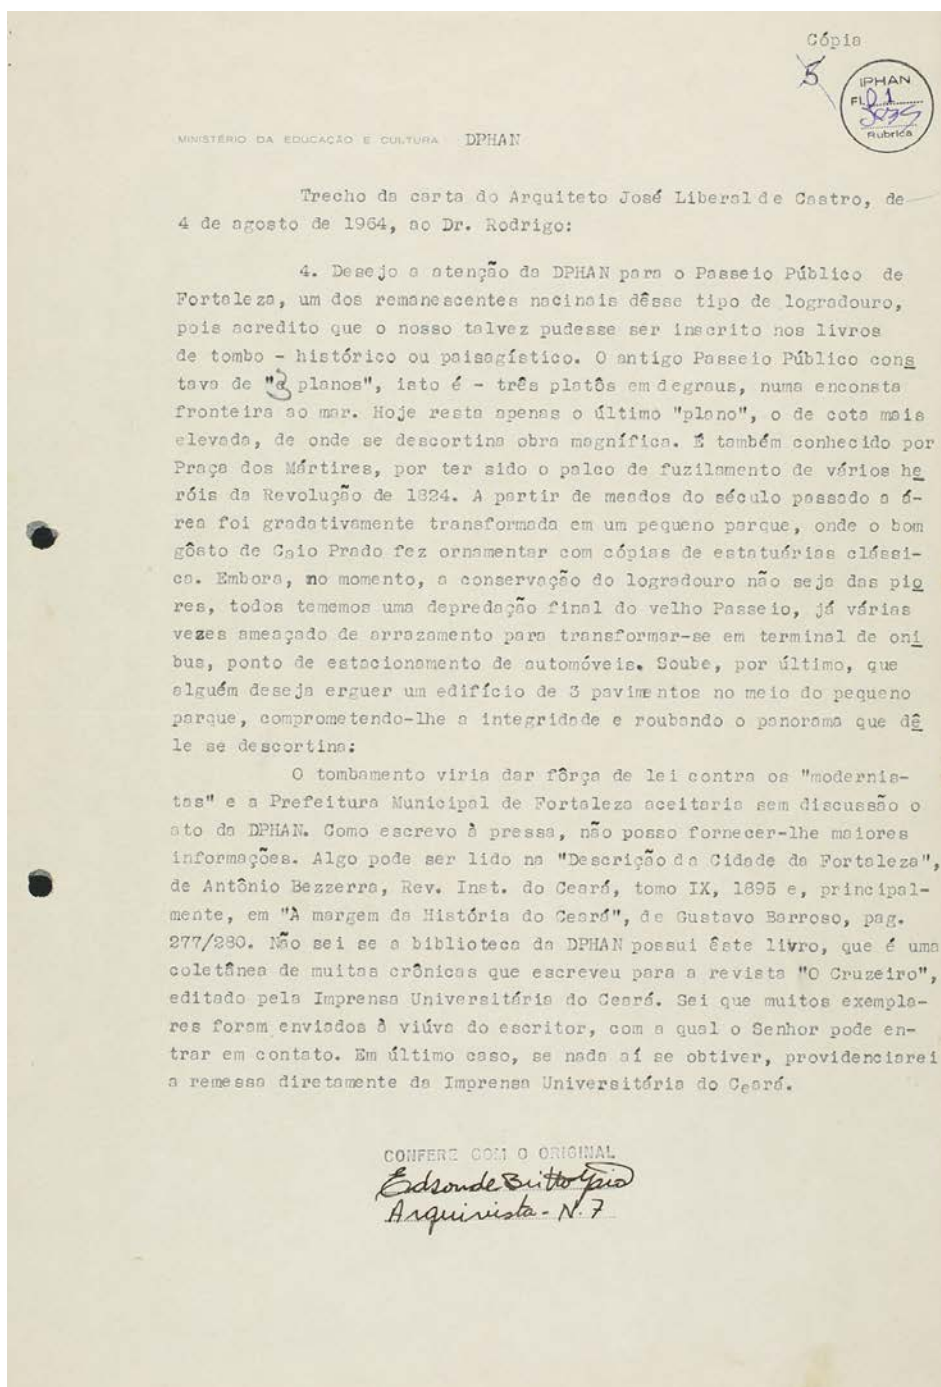 Cópia
5
IPHAN
Fl. 01
Rubrica
MINISTÉRIO DA EDUCAÇÃO E CULTURA DPHAN
Trecho da carta do Arquiteto José Liberal de Castro, de
4 de agosto de 1964, ao Dr. Rodrigo:
4. Desejo a atenção da DPHAN para o Passeio Público de
Fortaleza, um dos remanescentes nacinais dêsse tipo de logradouro,
pois acredito que o nosso talvez pudesse ser inscrito nos livros
de tombo - histórico ou paisagístico. O antigo Passeio Público cons
tava de "3 planos", isto é - três platôs em degraus, numa enconsta
fronteira ao mar. Hoje resta apenas o último "plano", o de cota mais
elevada, de onde se descortina obra magnífica. É também conhecido por
Praça dos Mártires, por ter sido o palco de fuzilamento de vários he
róis da Revolução de 1824. A partir de meados do século passado a á-
rea foi gradativamente transformada em um pequeno parque, onde o bom
gôsto de Caio Prado fez ornamentar com cópias de estatuárias clássi-
ca. Embora, no momento, a conservação do logradouro não seja das pio
res, todos tememos uma depredação final do velho Passeio, já várias
vezes ameaçado de arrazamento para transformar-se em terminal de oni
bus, ponto de estacionamento de automóveis. Soube, por último, que
alguém deseja erguer um edifício de 3 pavimentos no meio do pequeno
parque, comprometendo-lhe a integridade e roubando o panorama que dê
le se descortina:
O tombamento viria dar fôrça de lei contra os "modernis-
tas" e a Prefeitura Municipal de Fortaleza aceitaria sem discussão o
ato da DPHAN. Como escrevo à pressa, não posso fornecer-lhe maiores
informações. Algo pode ser lido na "Descrição da Cidade da Fortaleza",
de Antônio Bezzerra, Rev. Inst. do Ceará, tomo IX, 1895 e, principal-
mente, em "À margem da História do Ceará", de Gustavo Barroso, pag.
277/280. Não sei se a biblioteca da DPHAN possui êste livro, que é uma
coletânea de muitas crônicas que escreveu para a revista "O Cruzeiro",
editado pela Imprensa Universitária do Ceará. Sei que muitos exempla-
res foram enviados à viúva do escritor, com a qual o Senhor pode en-
trar em contato. Em último caso, se nada aí se obtiver, providenciarei
a remessa diretamente da Imprensa Universitária do Ceará.
CONFERE COM O ORIGINAL
Edson de Britto
Arquivista - N. 7